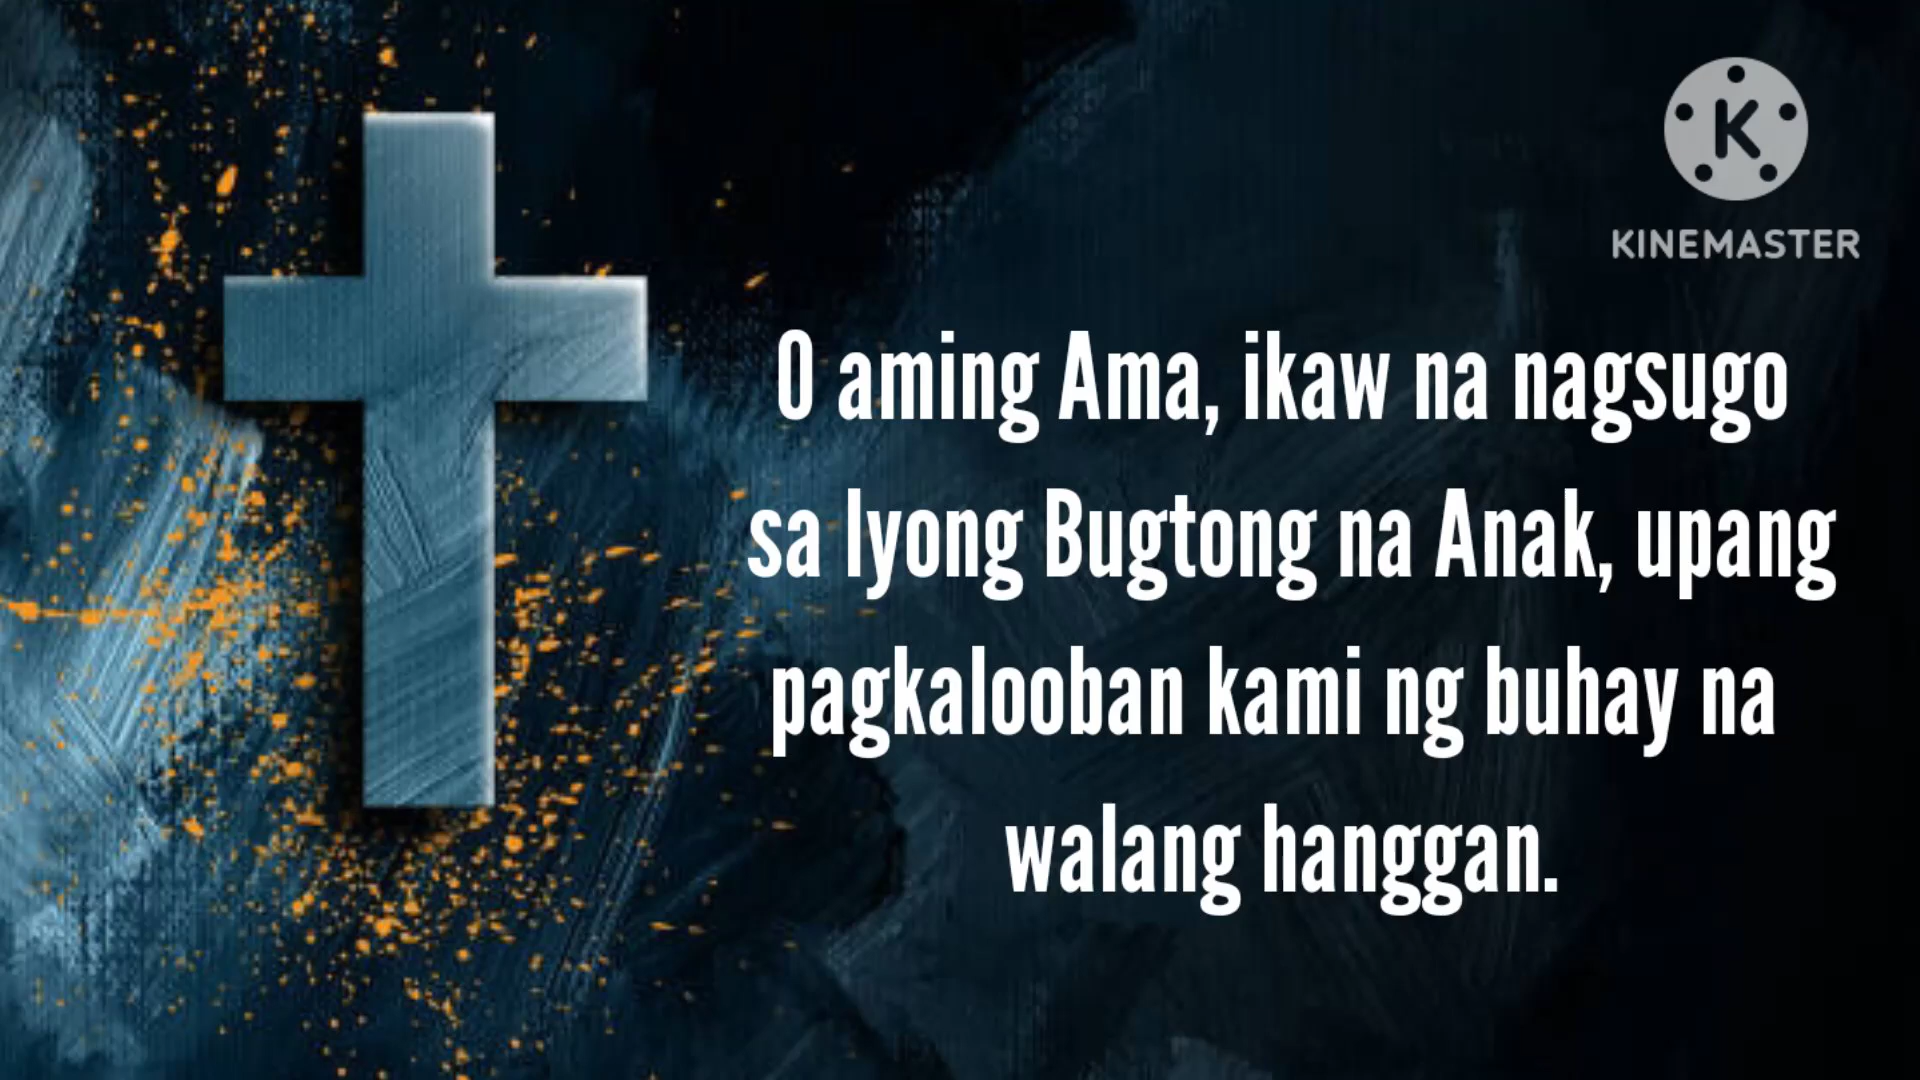 K
KINEMASTER
O aming Ama, ikaw na nagsugo
sa Iyong Bugtong na Anak, upang
pagkalooban kami ng buhay na
walang hanggan.